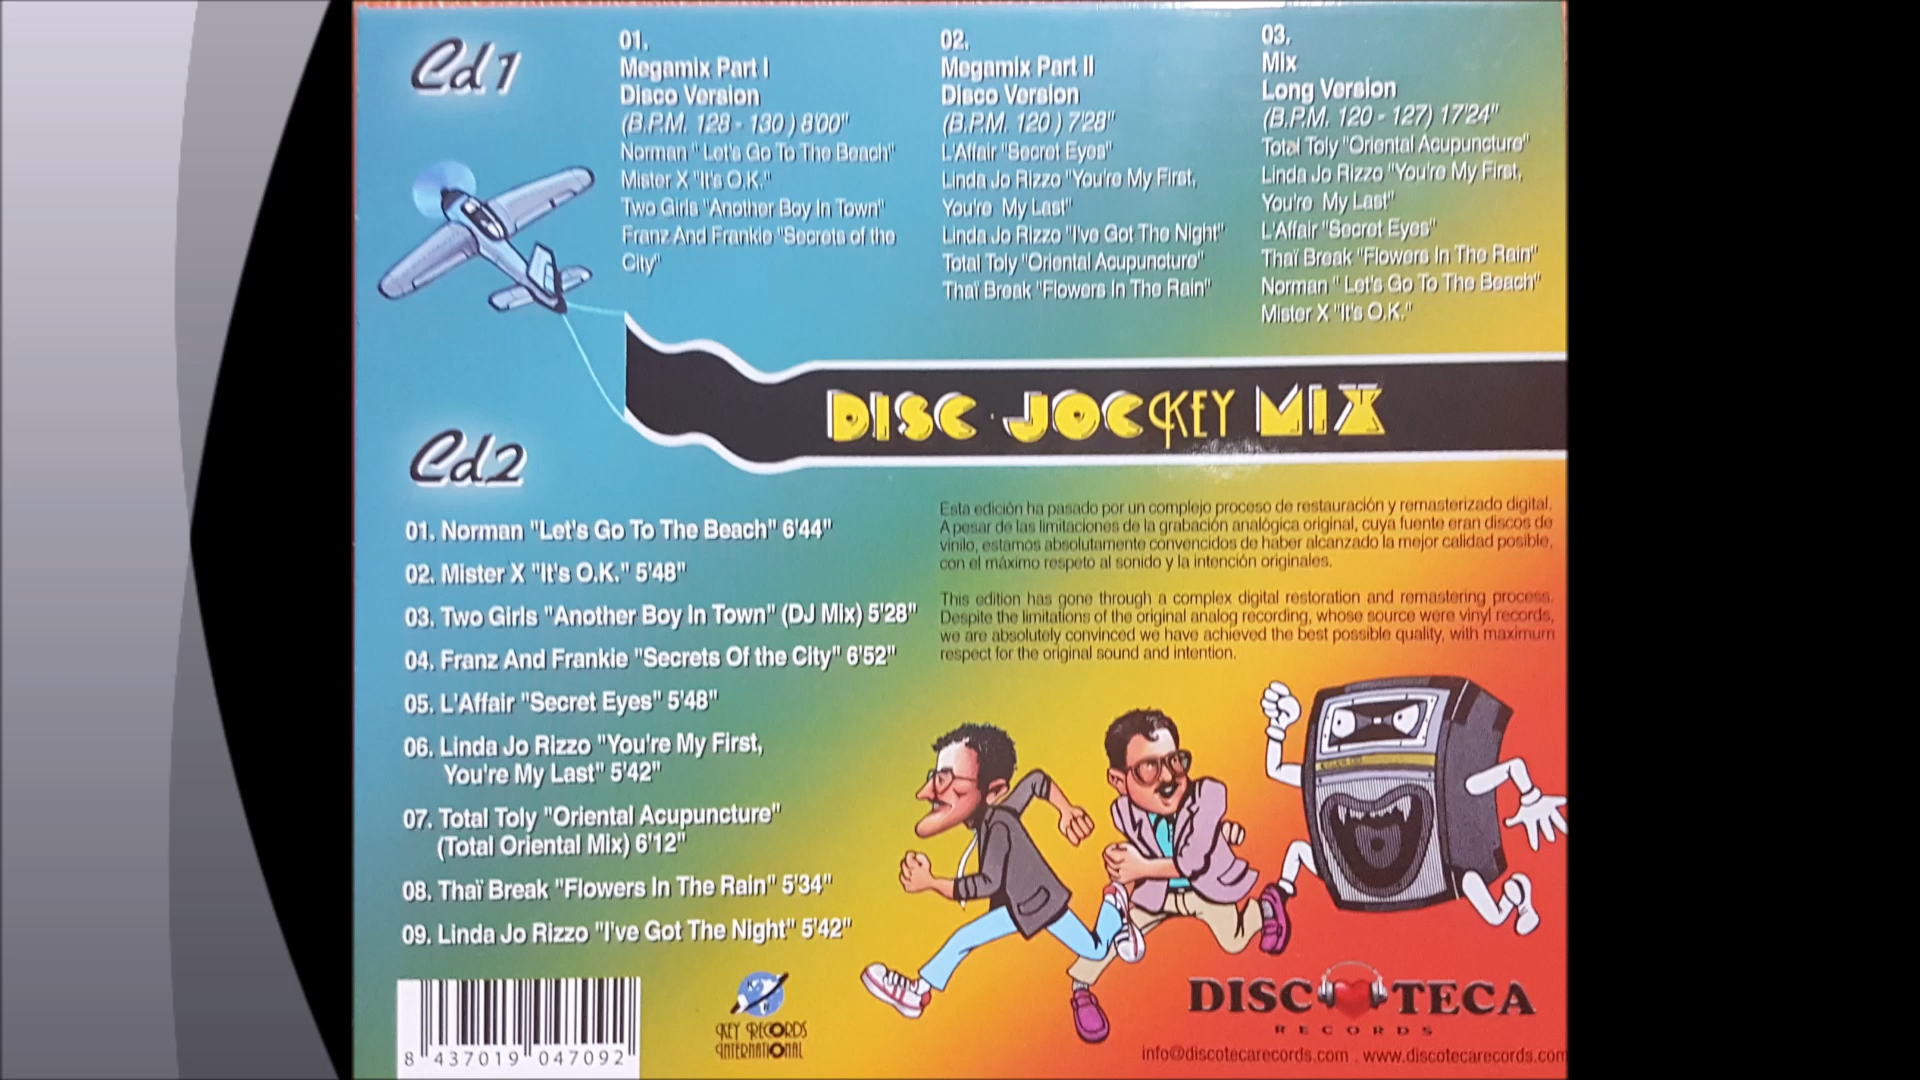 Cd1
01.
Megamix Part I
Disco Version
(B.P.M. 128 - 130 ) 8'00"
Norman " Let's Go To The Beach"
Mister X "It's O.K."
Two Girls "Another Boy In Town"
Franz And Frankie "Secrets of the
City"
02.
Megamix Part II
Disco Version
(B.P.M. 120 ) 7'28"
L'Affair "Secret Eyes"
Linda Jo Rizzo "You're My First,
You're My Last"
Linda Jo Rizzo "I've Got The Night"
Total Toly "Oriental Acupuncture"
Thaï Break "Flowers In The Rain"
03.
Mix
Long Version
(B.P.M. 120 - 127) 17'24"
Total Toly "Oriental Acupuncture"
Linda Jo Rizzo "You're My First,
You're My Last"
L'Affair "Secret Eyes"
Thaï Break "Flowers In The Rain"
Norman " Let's Go To The Beach"
Mister X "It's O.K."
DISC·JOCKEY MIX
Cd2
01. Norman "Let's Go To The Beach" 6'44"
02. Mister X "It's O.K." 5'48"
03. Two Girls "Another Boy In Town" (DJ Mix) 5'28"
04. Franz And Frankie "Secrets Of the City" 6'52"
05. L'Affair "Secret Eyes" 5'48"
06. Linda Jo Rizzo "You're My First,
You're My Last" 5'42"
07. Total Toly "Oriental Acupuncture"
(Total Oriental Mix) 6'12"
08. Thaï Break "Flowers In The Rain" 5'34"
09. Linda Jo Rizzo "I've Got The Night" 5'42"
Esta edición ha pasado por un complejo proceso de restauración y remasterizado digital.
A pesar de las limitaciones de la grabación analógica original, cuya fuente eran discos de
vinilo, estamos absolutamente convencidos de haber alcanzado la mejor calidad posible,
con el máximo respeto al sonido y la intención originales.
This edition has gone through a complex digital restoration and remastering process.
Despite the limitations of the original analog recording, whose source were vinyl records,
we are absolutely convinced we have achieved the best possible quality, with maximum
respect for the original sound and intention.
8 437019 047092
KEY RECORDS
INTERNATIONAL
DISCOTECA
RECORDS
info@discotecarecords.com . www.discotecarecords.com